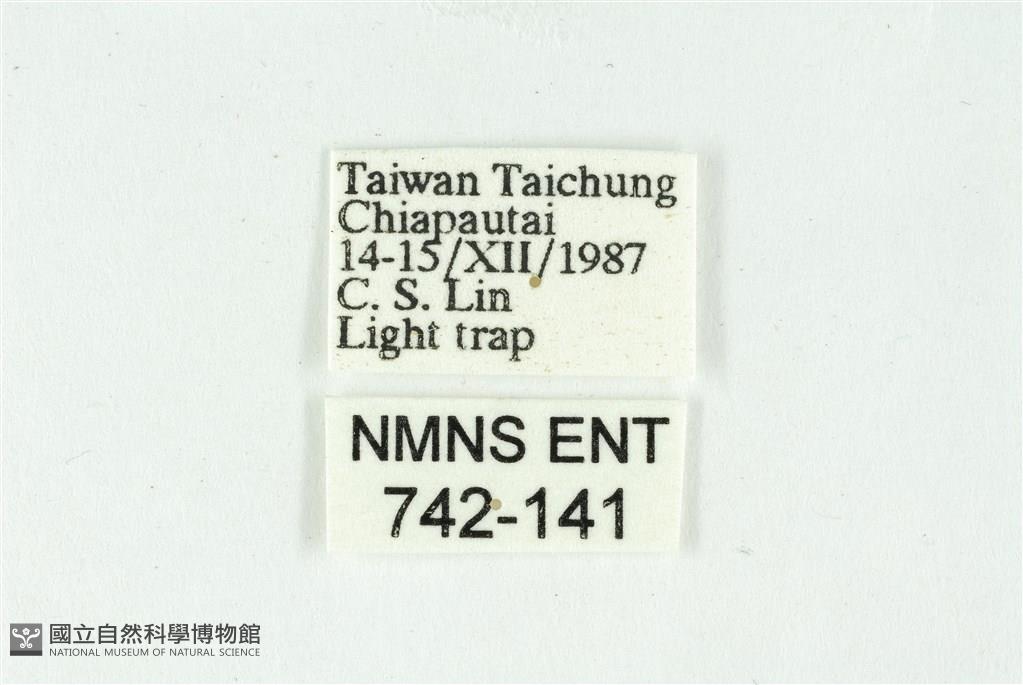 Taiwan Taichung
Chiapautai
14-15/XII/1987
C. S. Lin
Light trap
NMNS ENT
742-141
國立自然科學博物館
NATIONAL MUSEUM OF NATURAL SCIENCE